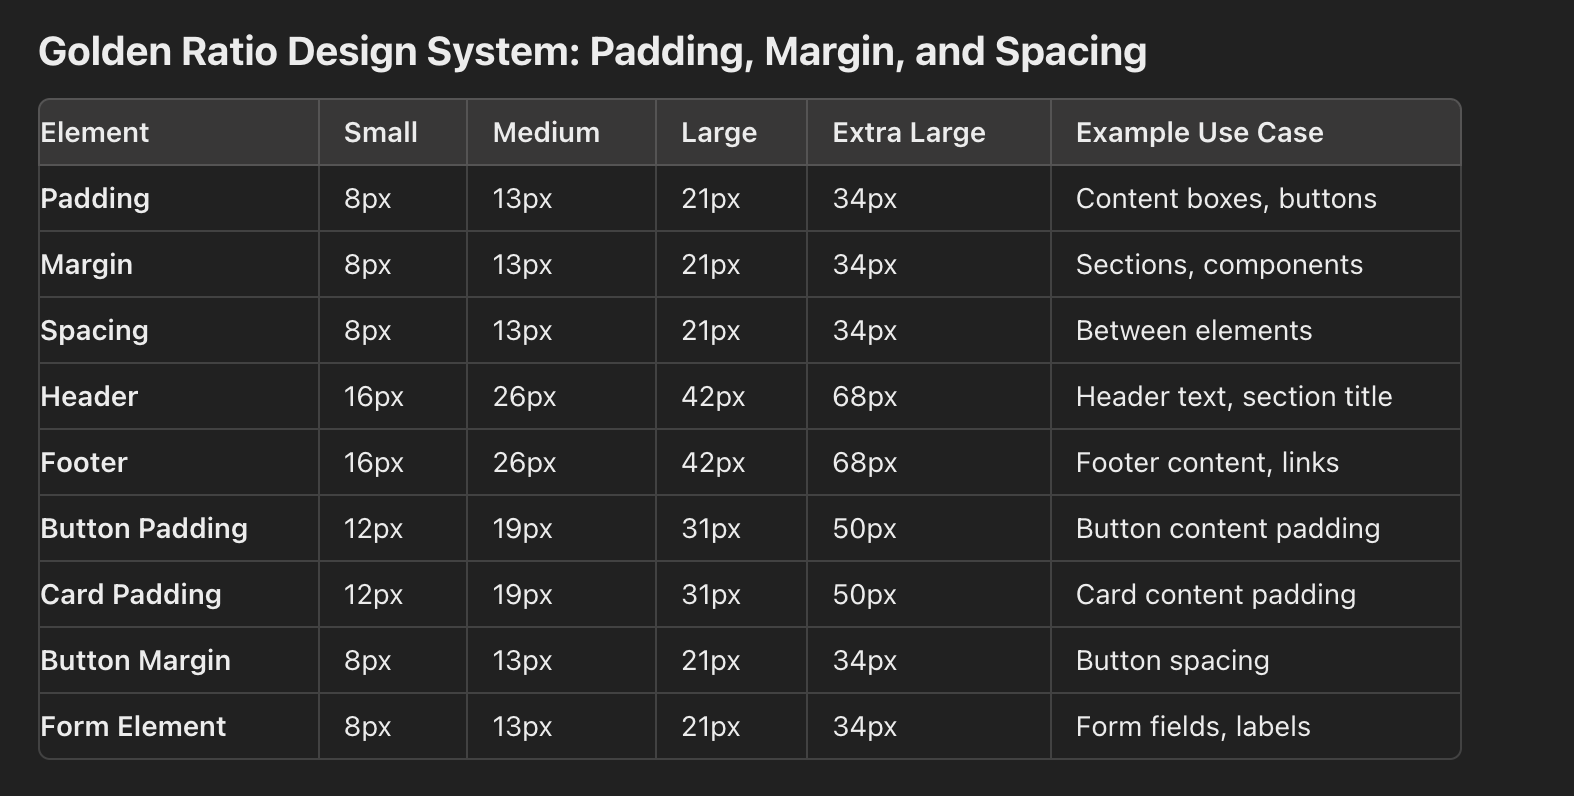 Golden Ratio Design System: Padding, Margin, and Spacing
Element Small Medium Large Extra Large Example Use Case
Padding 8px 13px 21px 34px Content boxes, buttons
Margin 8px 13px 21px 34px Sections, components
Spacing 8px 13px 21px 34px Between elements
Header 16px 26px 42px 68px Header text, section title
Footer 16px 26px 42px 68px Footer content, links
Button Padding 12px 19px 31px 50px Button content padding
Card Padding 12px 19px 31px 50px Card content padding
Button Margin 8px 13px 21px 34px Button spacing
Form Element 8px 13px 21px 34px Form fields, labels